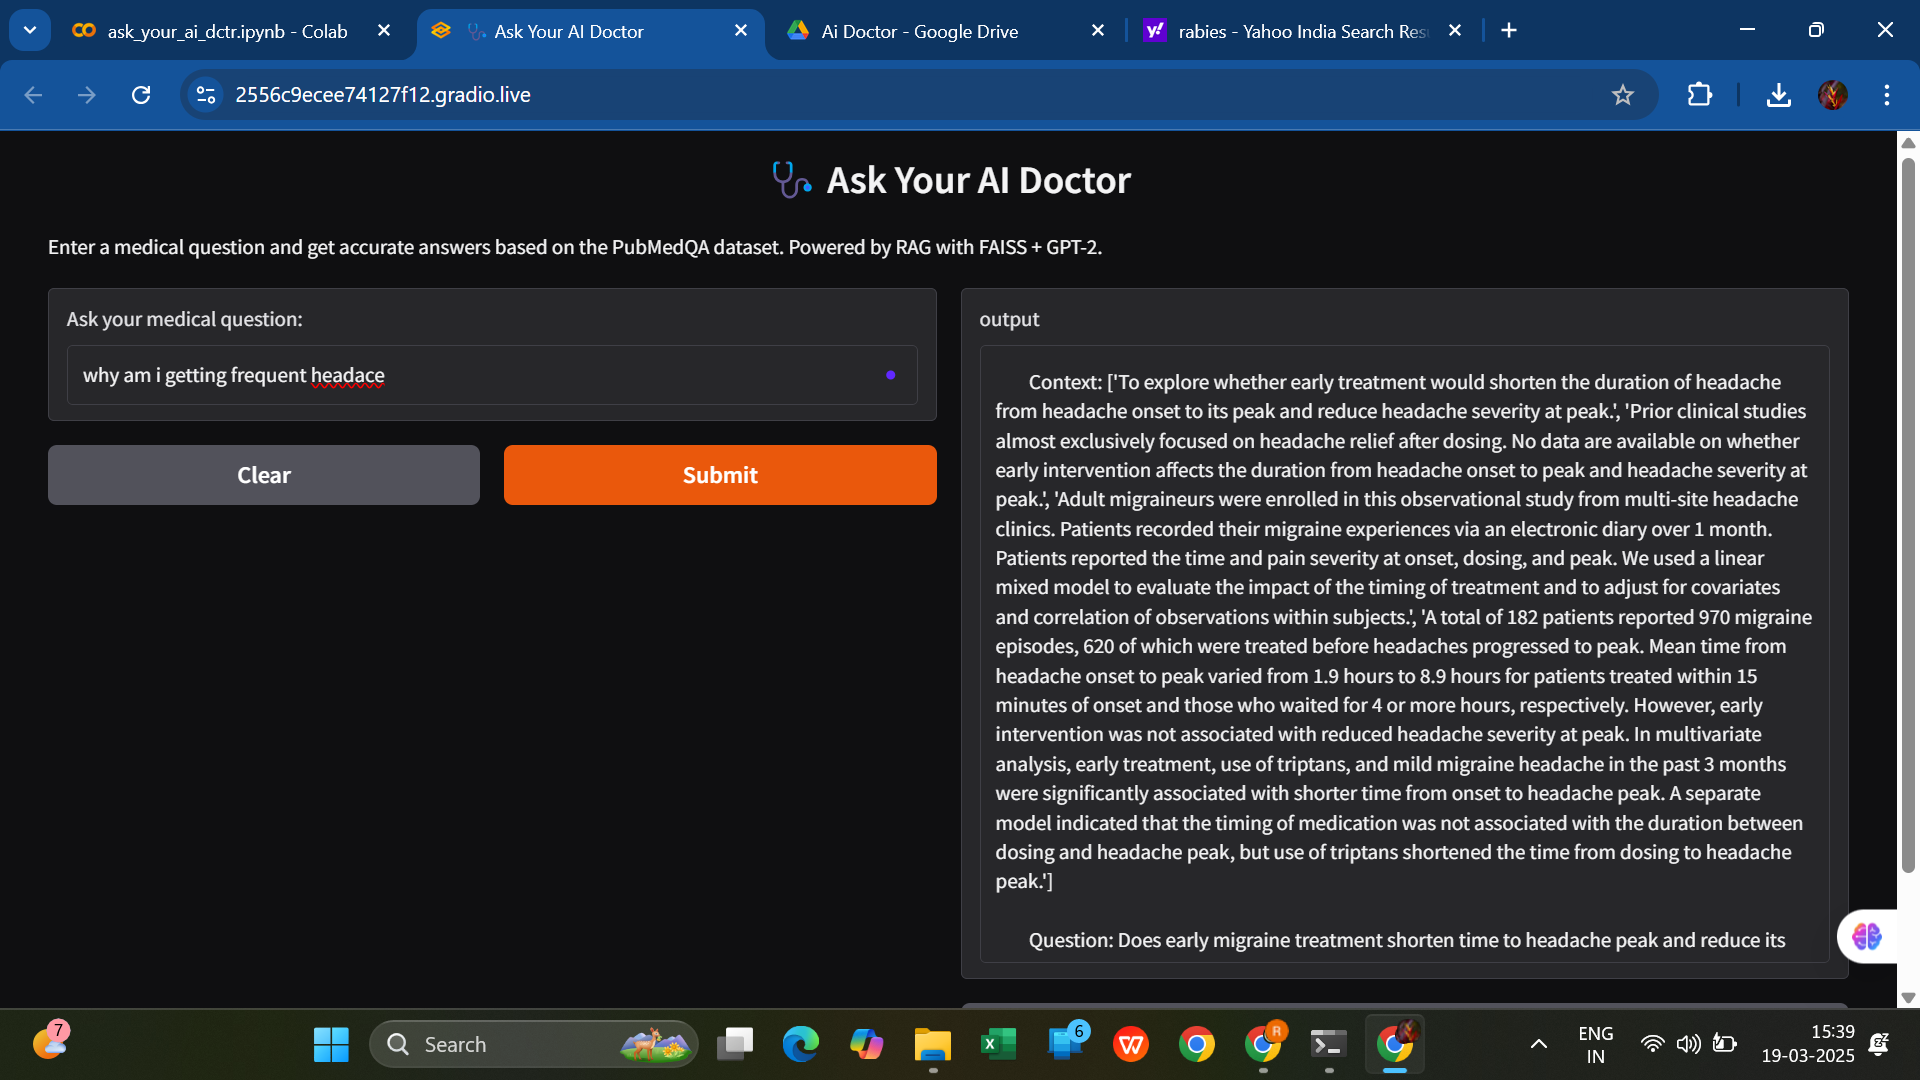 ask_your_ai_dctr.ipynb - Colab
Ask Your AI Doctor
Ai Doctor - Google Drive
rabies - Yahoo India Search Res
2556c9ecee74127f12.gradio.live
Ask Your AI Doctor
Enter a medical question and get accurate answers based on the PubMedQA dataset. Powered by RAG with FAISS + GPT-2.
Ask your medical question:
why am i getting frequent headace
Clear
Submit
output
Context: ['To explore whether early treatment would shorten the duration of headache
from headache onset to its peak and reduce headache severity at peak.', 'Prior clinical studies
almost exclusively focused on headache relief after dosing. No data are available on whether
early intervention affects the duration from headache onset to peak and headache severity at
peak.', 'Adult migraineurs were enrolled in this observational study from multi-site headache
clinics. Patients recorded their migraine experiences via an electronic diary over 1 month.
Patients reported the time and pain severity at onset, dosing, and peak. We used a linear
mixed model to evaluate the impact of the timing of treatment and to adjust for covariates
and correlation of observations within subjects.', 'A total of 182 patients reported 970 migraine
episodes, 620 of which were treated before headaches progressed to peak. Mean time from
headache onset to peak varied from 1.9 hours to 8.9 hours for patients treated within 15
minutes of onset and those who waited for 4 or more hours, respectively. However, early
intervention was not associated with reduced headache severity at peak. In multivariate
analysis, early treatment, use of triptans, and mild migraine headache in the past 3 months
were significantly associated with shorter time from onset to headache peak. A separate
model indicated that the timing of medication was not associated with the duration between
dosing and headache peak, but use of triptans shortened the time from dosing to headache
peak.']
Question: Does early migraine treatment shorten time to headache peak and reduce its
7
Search
6
R
ENG
IN
15:39
19-03-2025